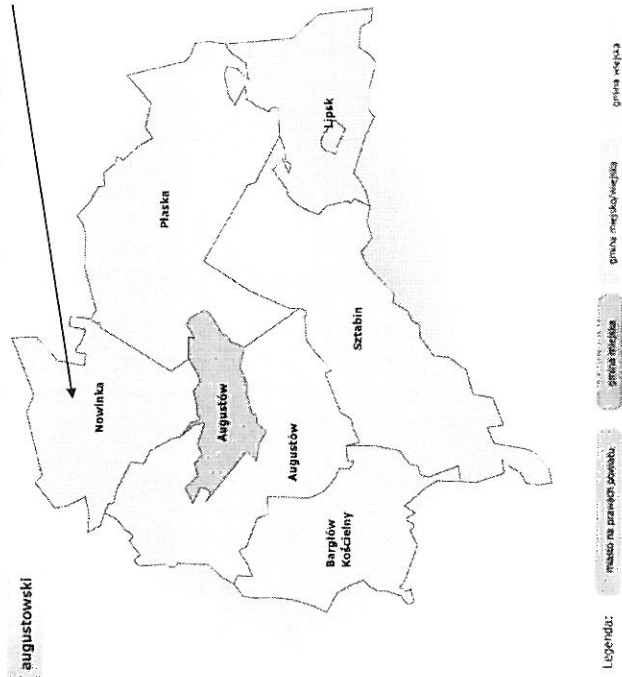 augustowski
Nowinka
Płaska
Augustów
Lipsk
Augustów
Sztabin
Bargłów
Kościelny
Legenda:
miasto na prawach powiatu
gmina miejska
gmina miejsko/wiejska
gmina wiejska